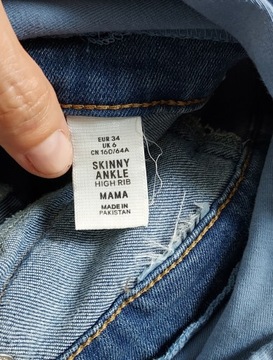 EUR 34
UK 6
CN 160/64A
SKINNY
ANKLE
HIGH RIB
MAMA
MADE IN
PAKISTAN